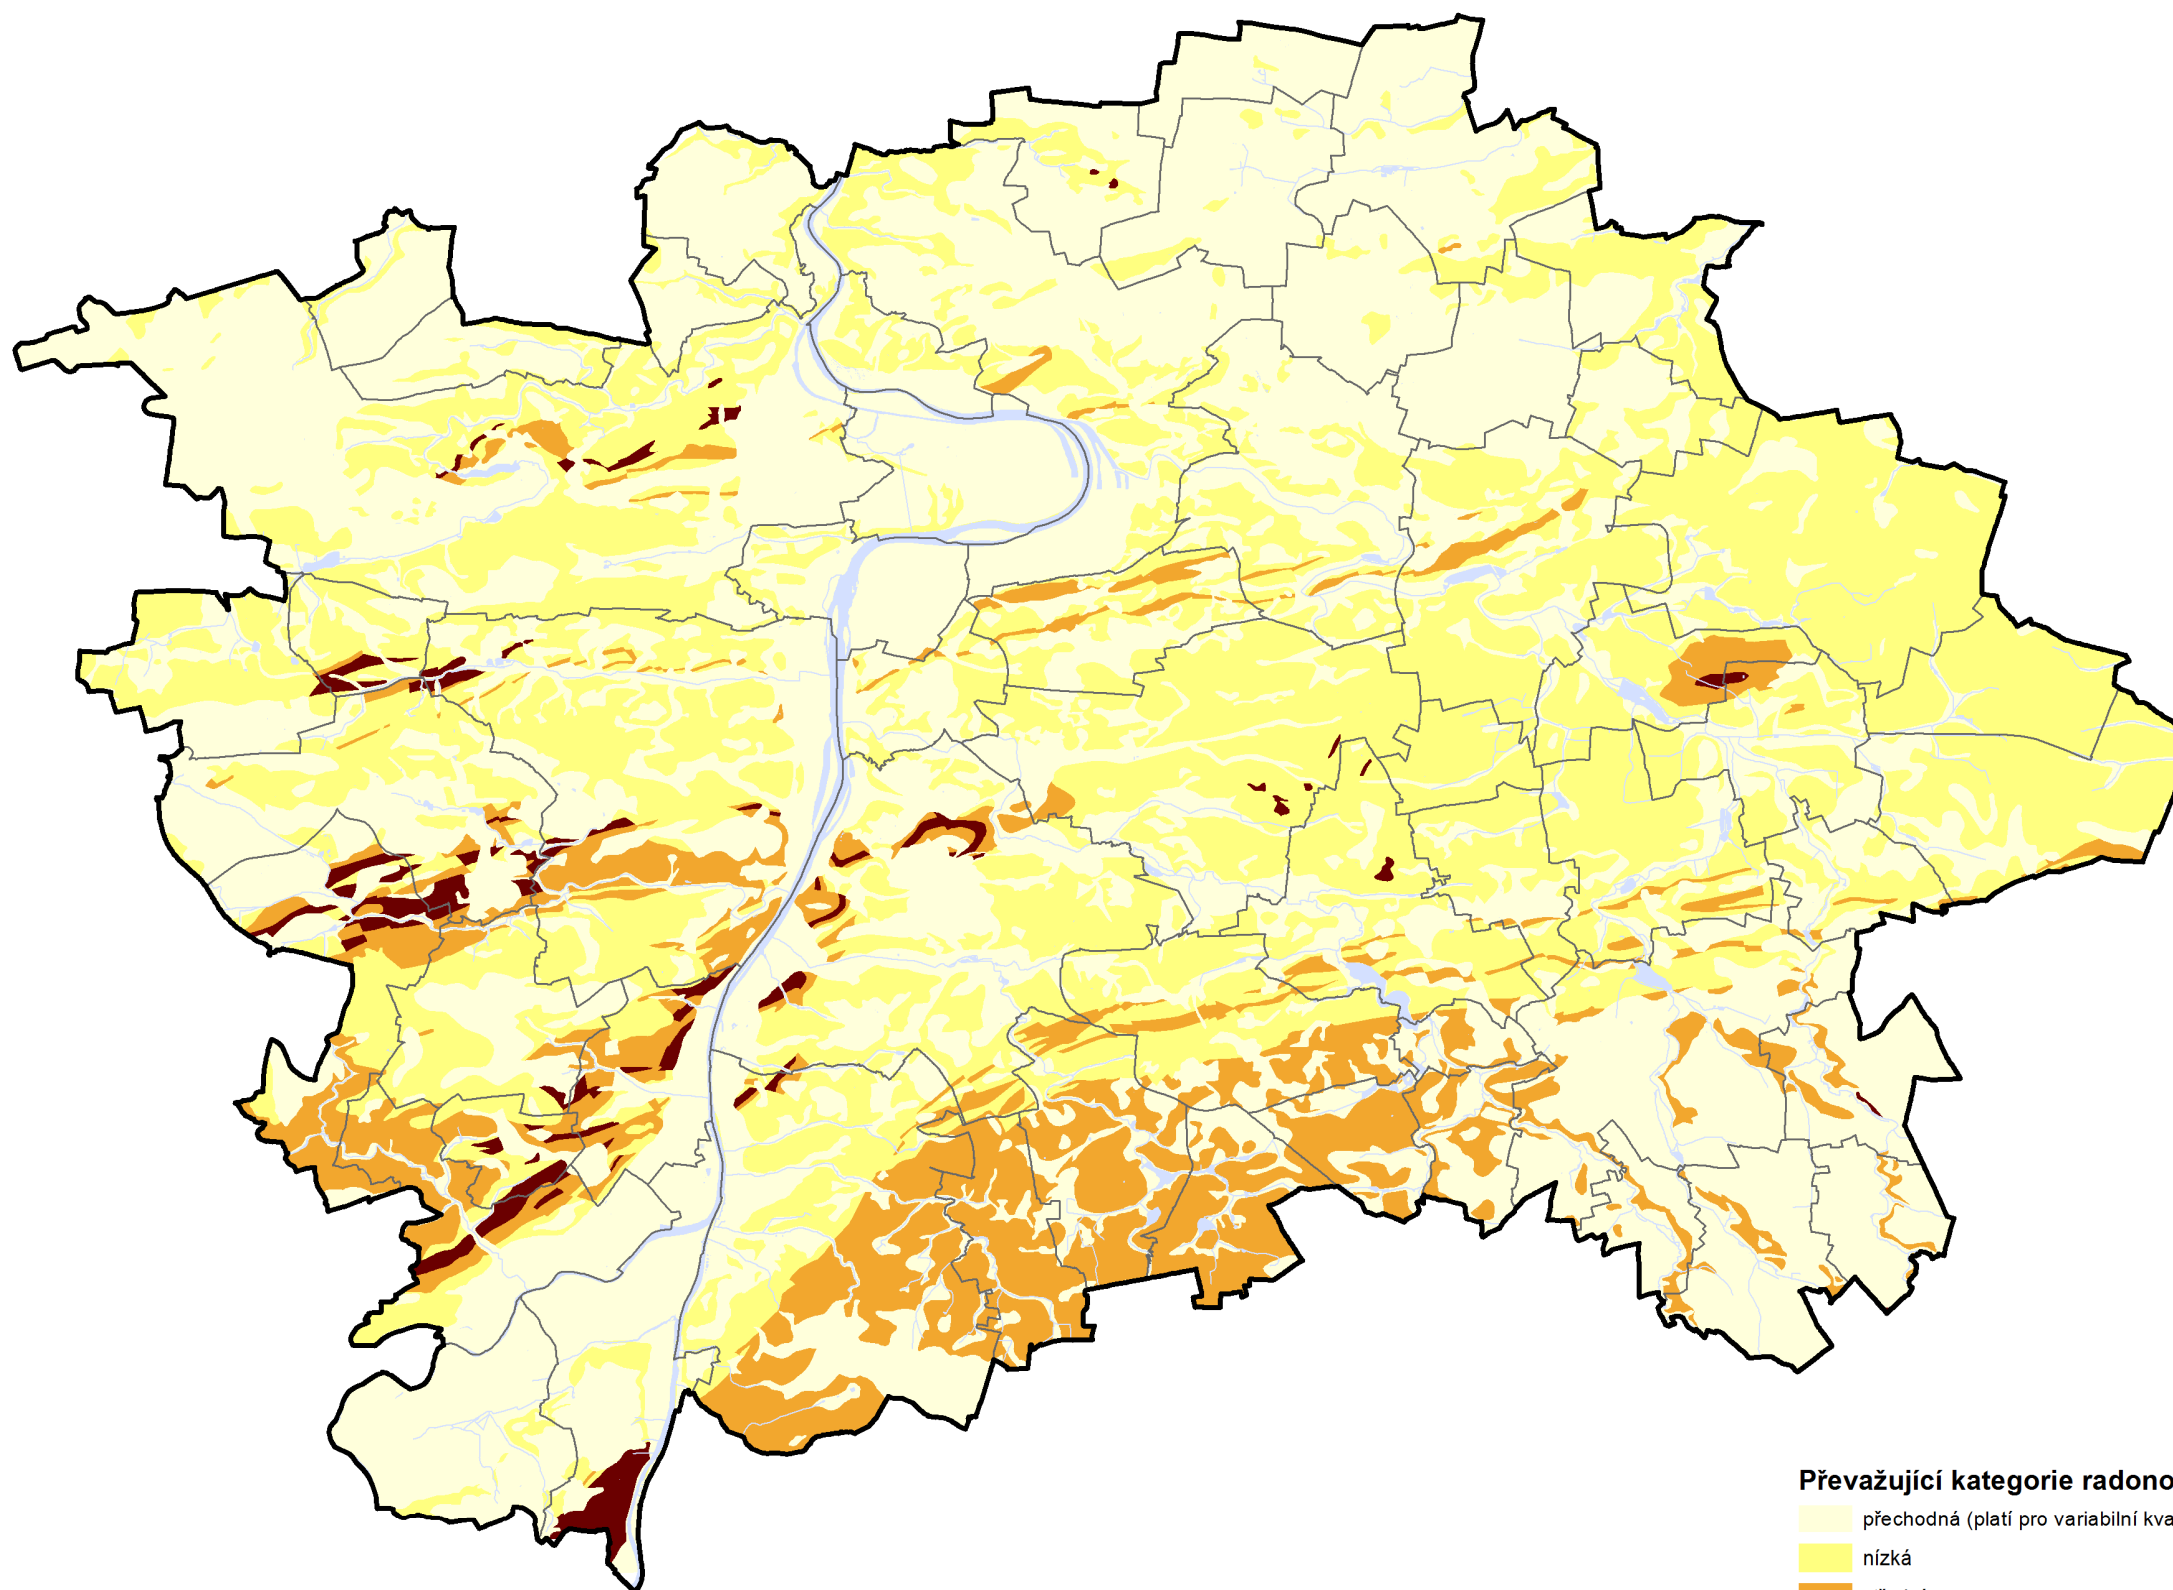 Převažující kategorie radono
přechodná (platí pro variabilní kva
nízká